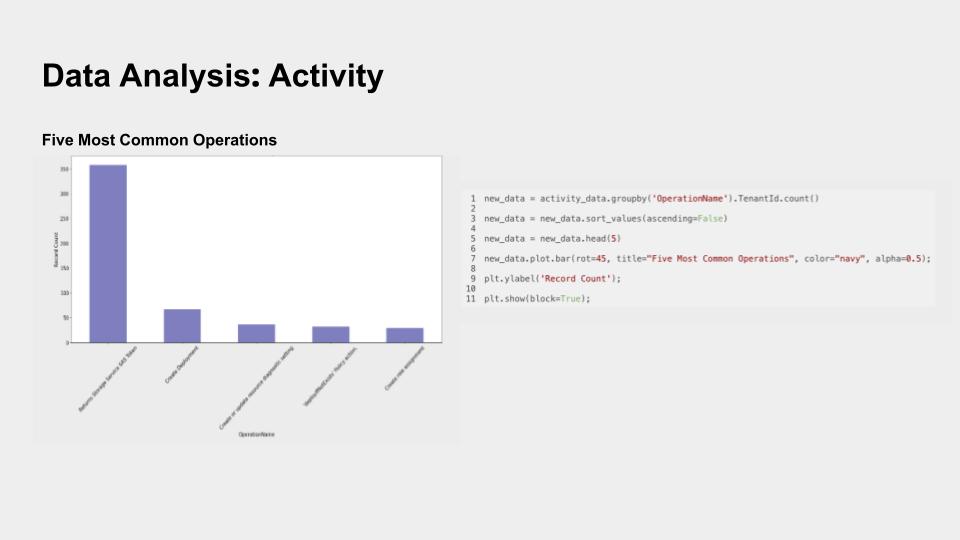 Data Analysis: Activity
Five Most Common Operations
350
300
250
200
150
100
50
0
Record Count
Returns Storage Service SAS Token
Create Deployment
Create or update resource diagnostic setting
'deployIfNotExists' Policy action.
Create role assignment
OperationName
1 new_data = activity_data.groupby('OperationName').TenantId.count()
2
3 new_data = new_data.sort_values(ascending=False)
4
5 new_data = new_data.head(5)
6
7 new_data.plot.bar(rot=45, title="Five Most Common Operations", color="navy", alpha=0.5);
8
9 plt.ylabel('Record Count');
10
11 plt.show(block=True);